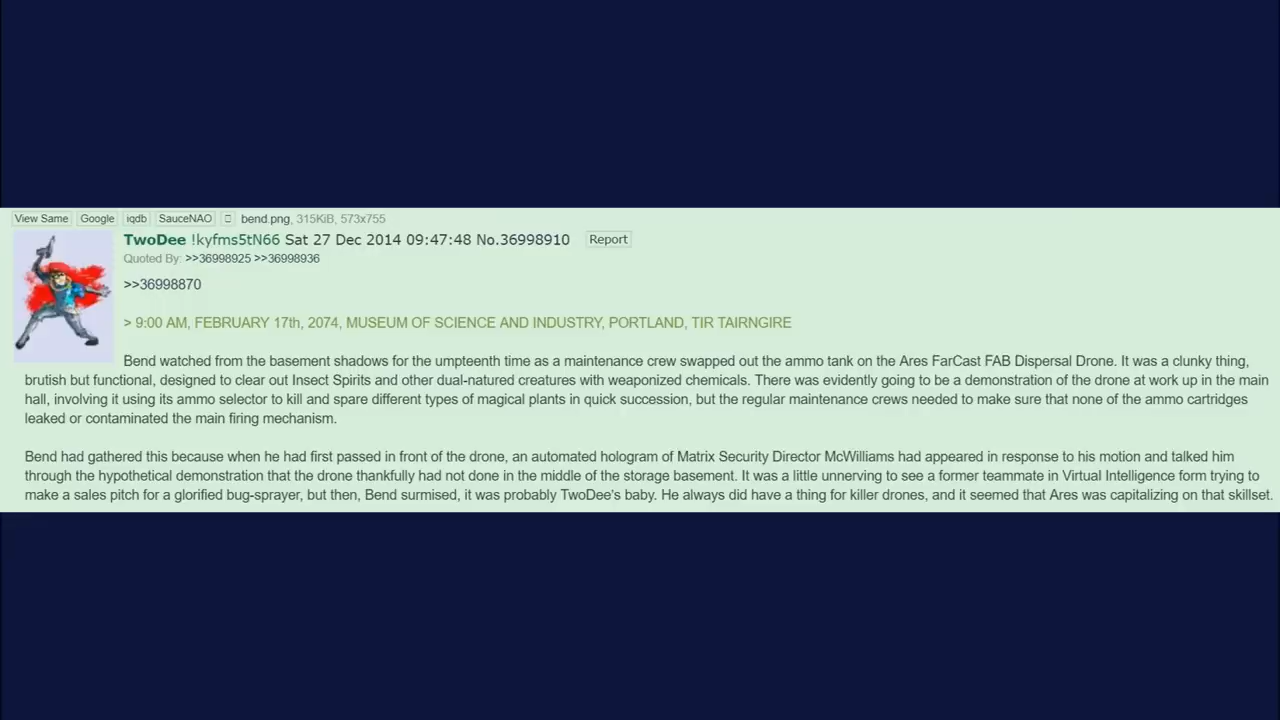 View Same Google iqdb SauceNAO bend.png, 315KiB, 573x755
TwoDee !kyfms5tN66 Sat 27 Dec 2014 09:47:48 No.36998910 Report
Quoted By: >>36998925 >>36998936
>>36998870
> 9:00 AM, FEBRUARY 17th, 2074, MUSEUM OF SCIENCE AND INDUSTRY, PORTLAND, TIR TAIRNGIRE
Bend watched from the basement shadows for the umpteenth time as a maintenance crew swapped out the ammo tank on the Ares FarCast FAB Dispersal Drone. It was a clunky thing,
brutish but functional, designed to clear out Insect Spirits and other dual-natured creatures with weaponized chemicals. There was evidently going to be a demonstration of the drone at work up in the main
hall, involving it using its ammo selector to kill and spare different types of magical plants in quick succession, but the regular maintenance crews needed to make sure that none of the ammo cartridges
leaked or contaminated the main firing mechanism.
Bend had gathered this because when he had first passed in front of the drone, an automated hologram of Matrix Security Director McWilliams had appeared in response to his motion and talked him
through the hypothetical demonstration that the drone thankfully had not done in the middle of the storage basement. It was a little unnerving to see a former teammate in Virtual Intelligence form trying to
make a sales pitch for a glorified bug-sprayer, but then, Bend surmised, it was probably TwoDee's baby. He always did have a thing for killer drones, and it seemed that Ares was capitalizing on that skillset.